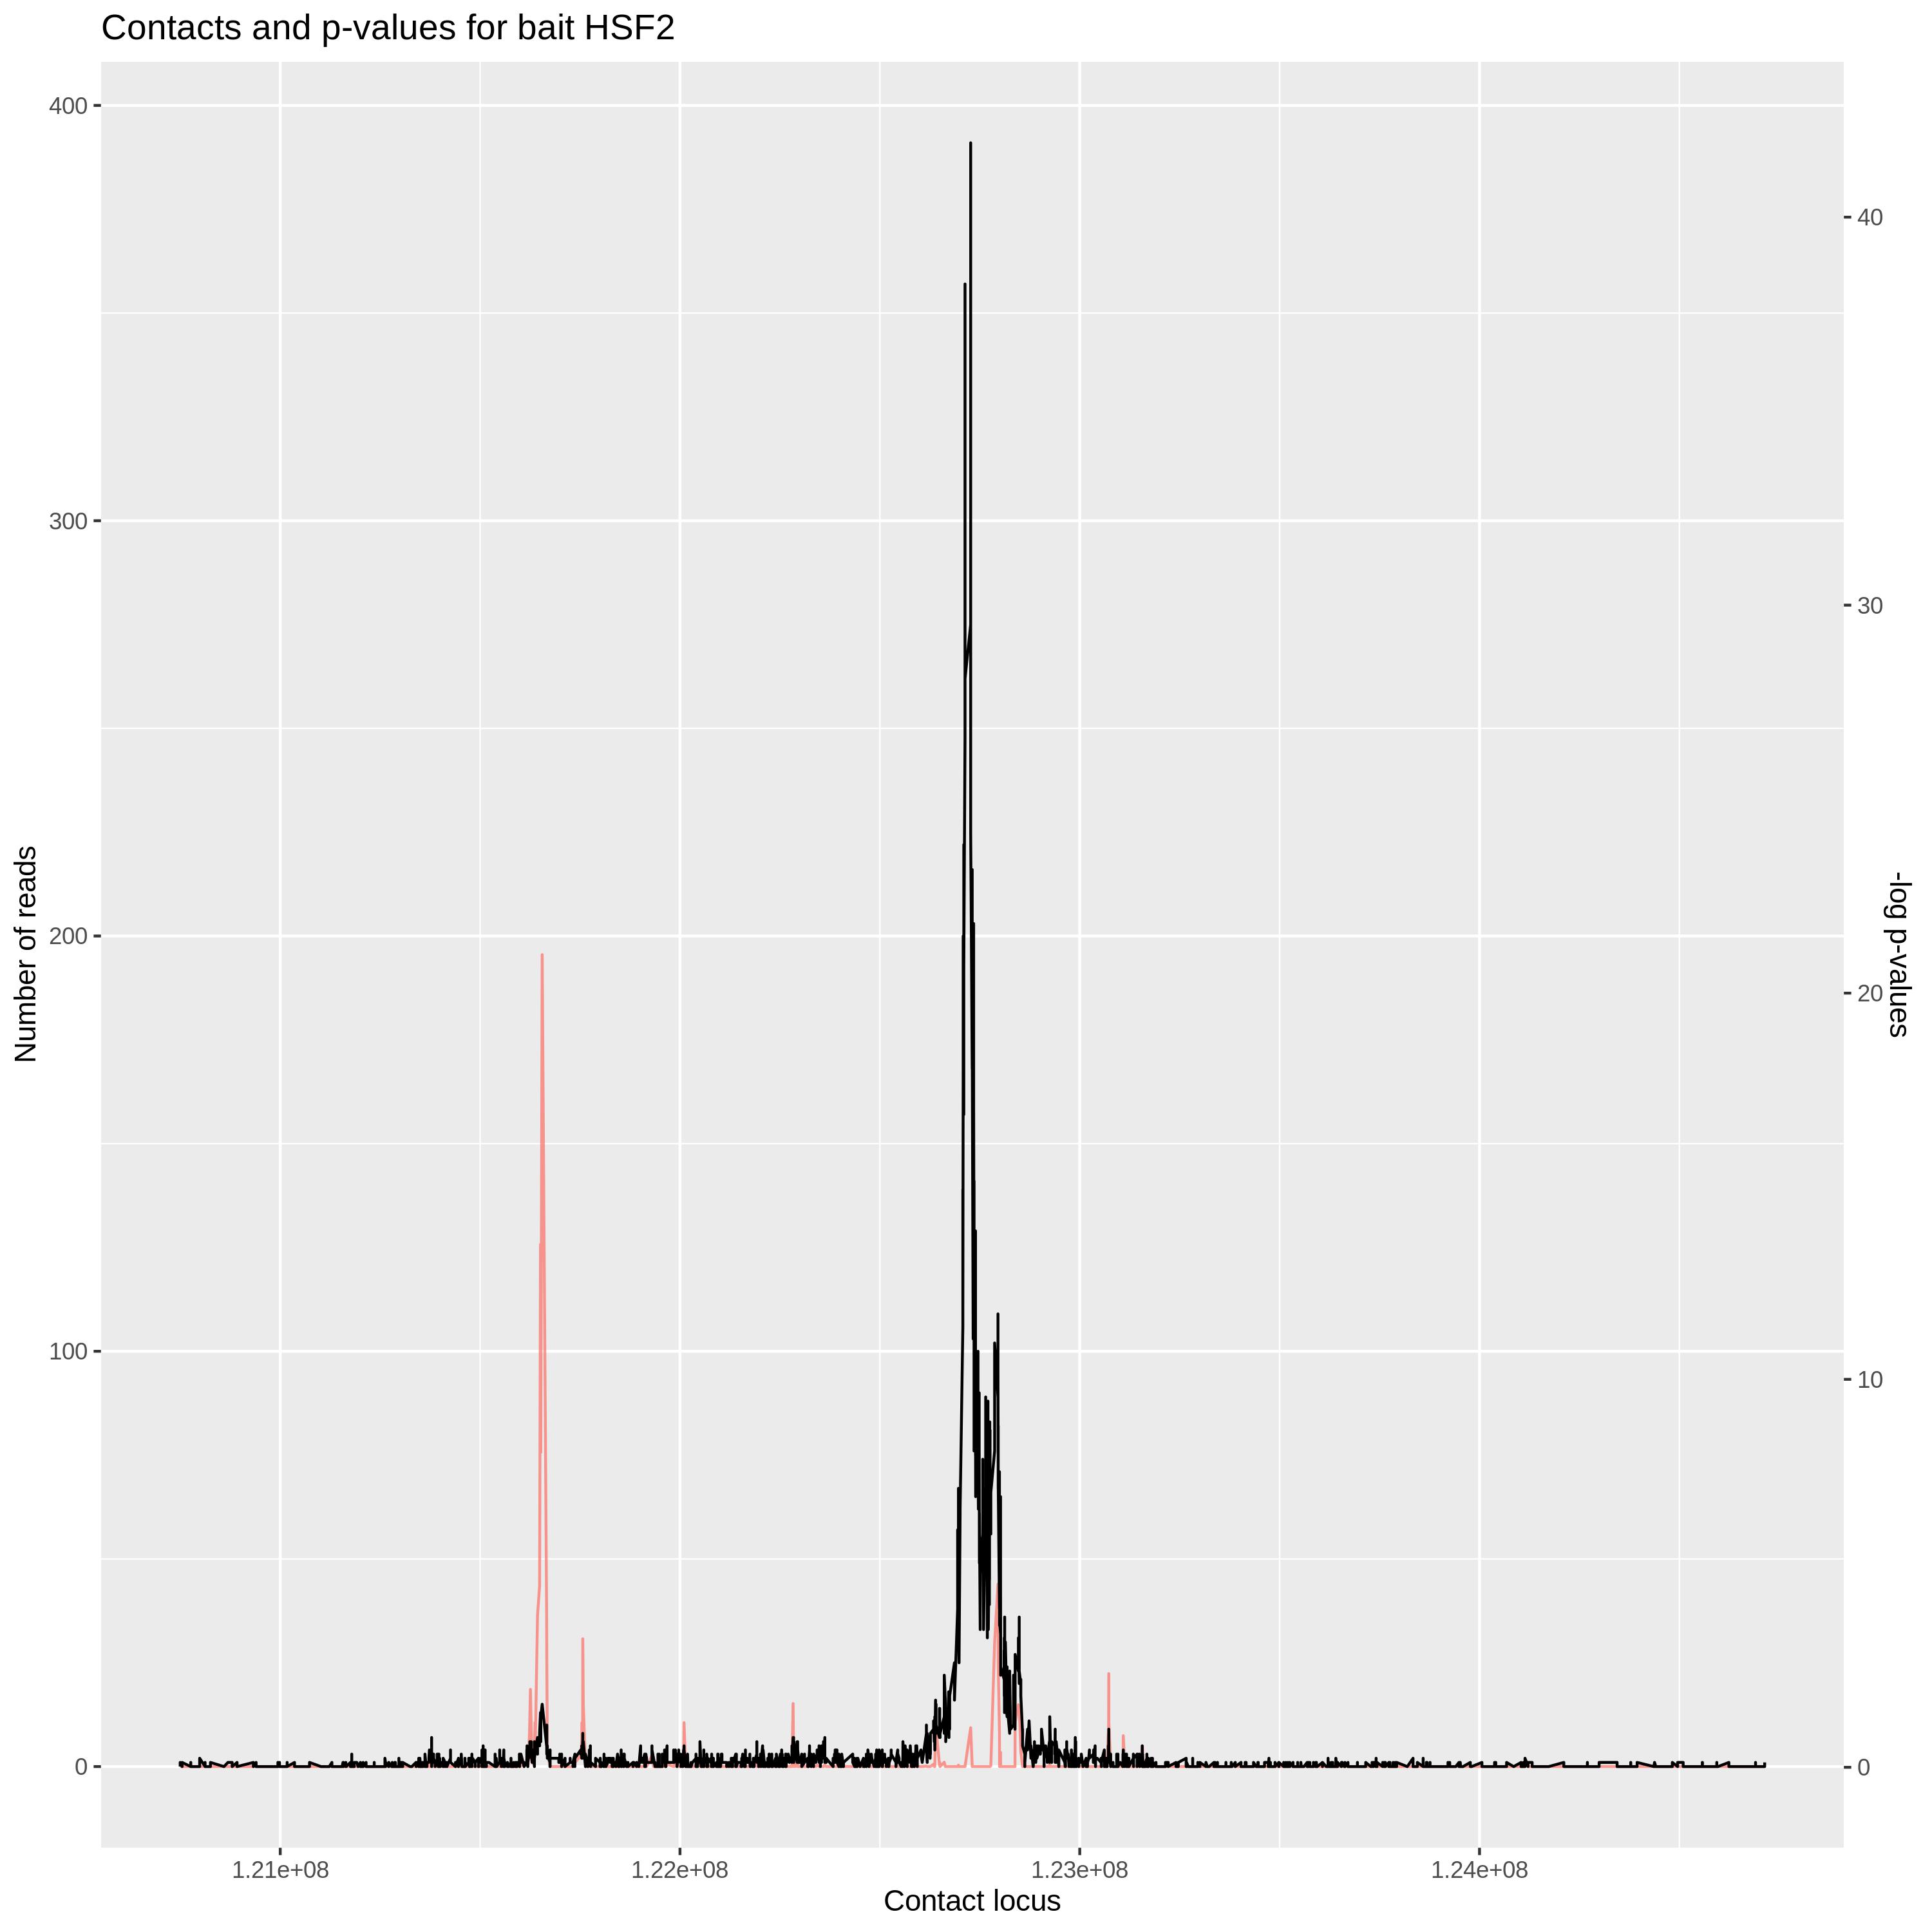 Contacts and p-values for bait HSF2
400
300
200
100
0
Number of reads
40
30
20
10
0
-log p-values
1.21e+08
1.22e+08
1.23e+08
1.24e+08
Contact locus